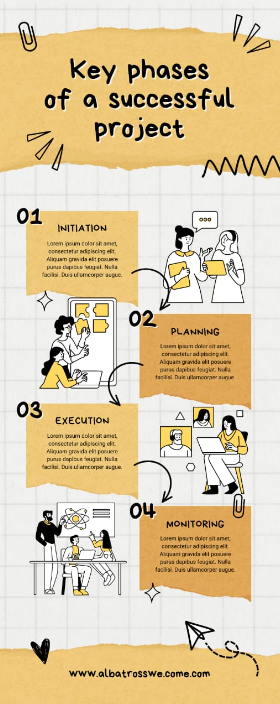 Key phases
of a successful
project
01
INITIATION
Lorem ipsum dolor sit amet,
consectetur adipiscing elit.
Aliquam gravida elit posuere
purus dapibus feugiat. Nulla
facilisi. Duis ullamcorper augue.
02
PLANNING
Lorem ipsum dolor sit amet,
consectetur adipiscing elit.
Aliquam gravida elit posuere
purus dapibus feugiat. Nulla
facilisi. Duis ullamcorper augue
03
EXECUTION
Lorem ipsum dolor sit amet,
consectetur adipiscing elit.
Aliquam gravida elit posuere
purus dapibus feugiat. Nulla
facilisi. Duis ullamcorper augue.
04
MONITORING
Lorem ipsum dolor sit amet,
consectetur adipiscing elit.
Aliquam gravida elit posuere
purus dapibus feugiat. Nulla
facilisi. Duis ullamcorper augue.
www.albatrosswe.come.com